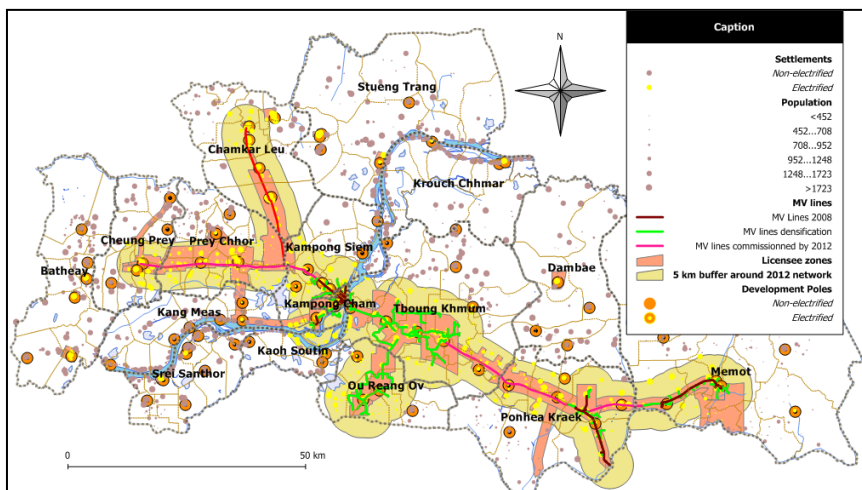 Caption
Settlements
Non-electrified
Electrified
Population
<452
452...708
708...952
952...1248
1248...1723
>1723
MV lines
MV Lines 2008
MV lines densification
MV lines commissionned by 2012
Licensee zones
5 km buffer around 2012 network
Development Poles
Non-electrified
Electrified
N
Stueng Trang
Chamkar Leu
Krouch Chhmar
Cheung Prey
Prey Chhor
Kampong Siem
Batheay
Dambae
Kampong Cham
Tboung Khmum
Kang Meas
Kaoh Soutin
Srei Santhor
Ou Reang Ov
Memot
Ponhea Kraek
0
50 km